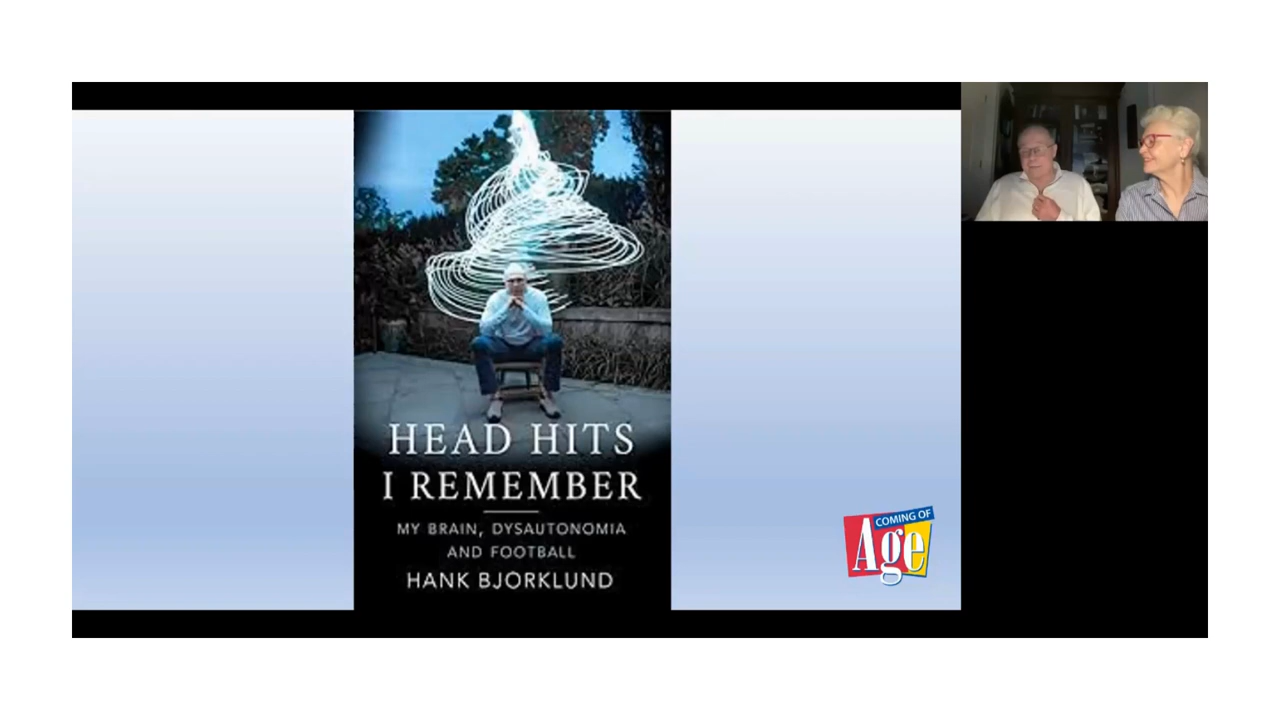 HEAD HITS
I REMEMBER
MY BRAIN, DYSAUTONOMIA
AND FOOTBALL
HANK BJORKLUND
COMING OF
Age